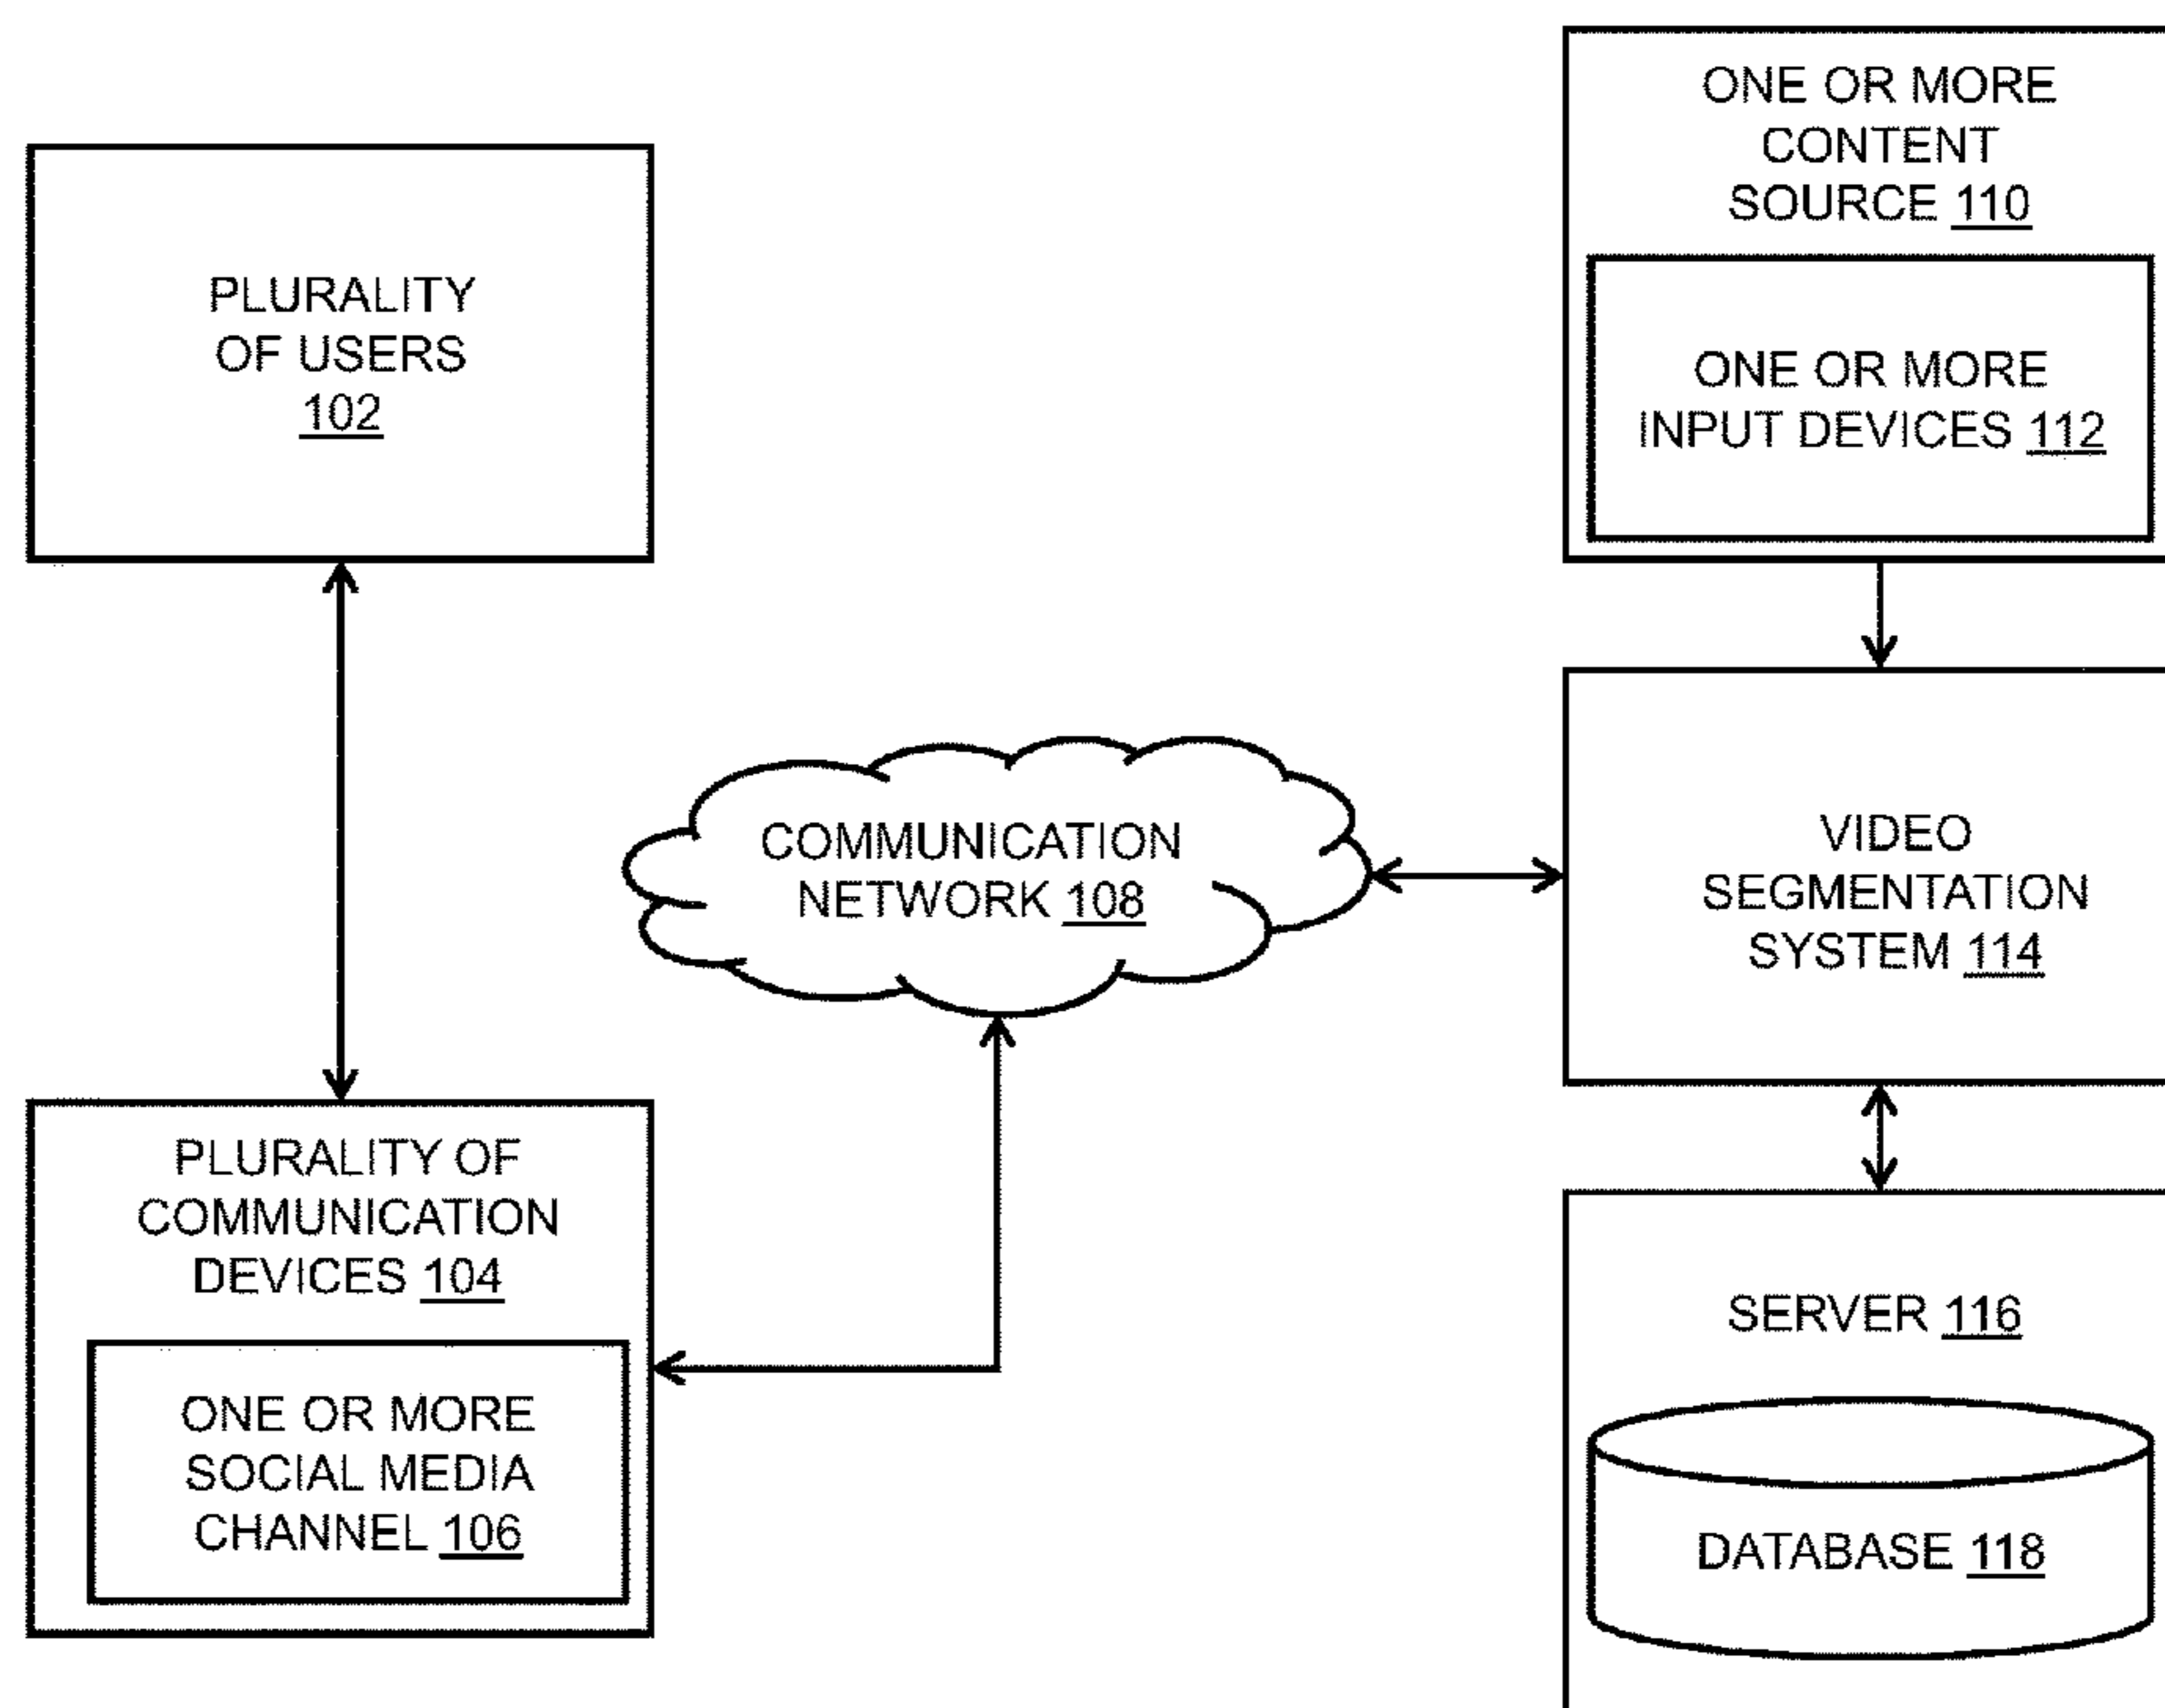 PLURALITY
OF USERS
102
ONE OR MORE
CONTENT
SOURCE 110
ONE OR MORE
INPUT DEVICES 112
COMMUNICATION
NETWORK 108
VIDEO
SEGMENTATION
SYSTEM 114
PLURALITY OF
COMMUNICATION
DEVICES 104
ONE OR MORE
SOCIAL MEDIA
CHANNEL 106
SERVER 116
DATABASE 118